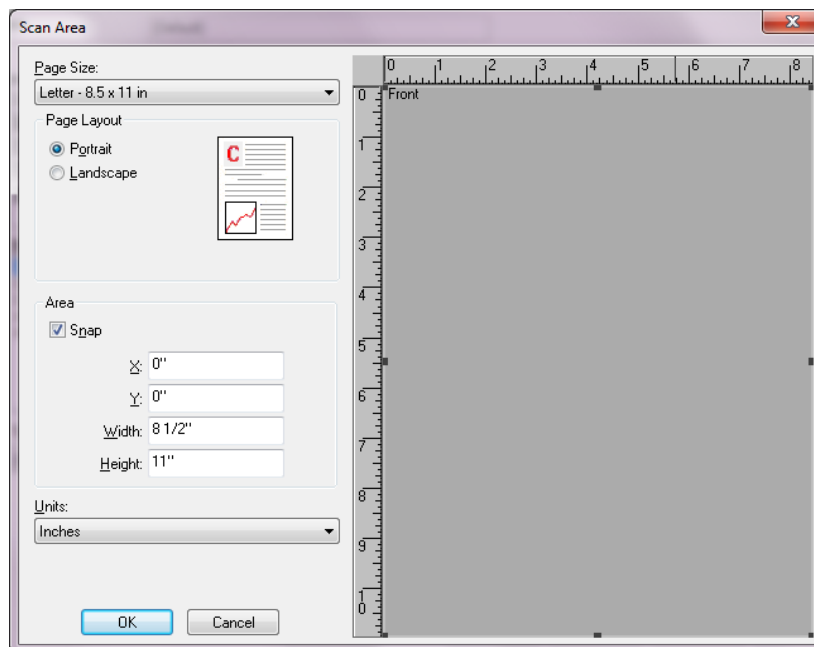 Scan Area
Page Size:
Letter - 8.5 x 11 in
Page Layout
Portrait
Landscape
C
Area
Snap
X: 0"
Y: 0"
Width: 8 1/2"
Height: 11"
Units:
Inches
OK Cancel
0 1 2 3 4 5 6 7 8
Front
0
1
2
3
4
5
6
7
8
9
10